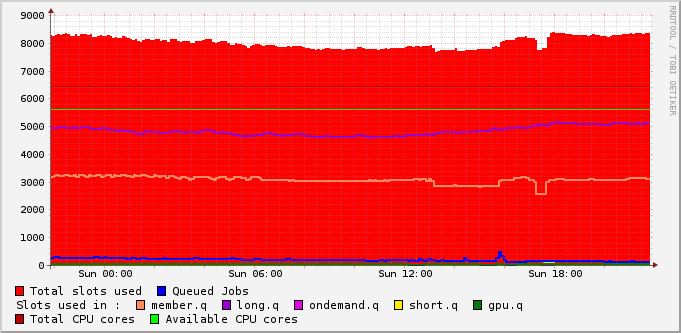 9000
8000
7000
6000
5000
4000
3000
2000
1000
0
Sun 00:00 Sun 06:00 Sun 12:00 Sun 18:00
RRDTOOL / TOBI OETIKER
Total slots used Queued Jobs
Slots used in : member.q long.q ondemand.q short.q gpu.q
Total CPU cores Available CPU cores